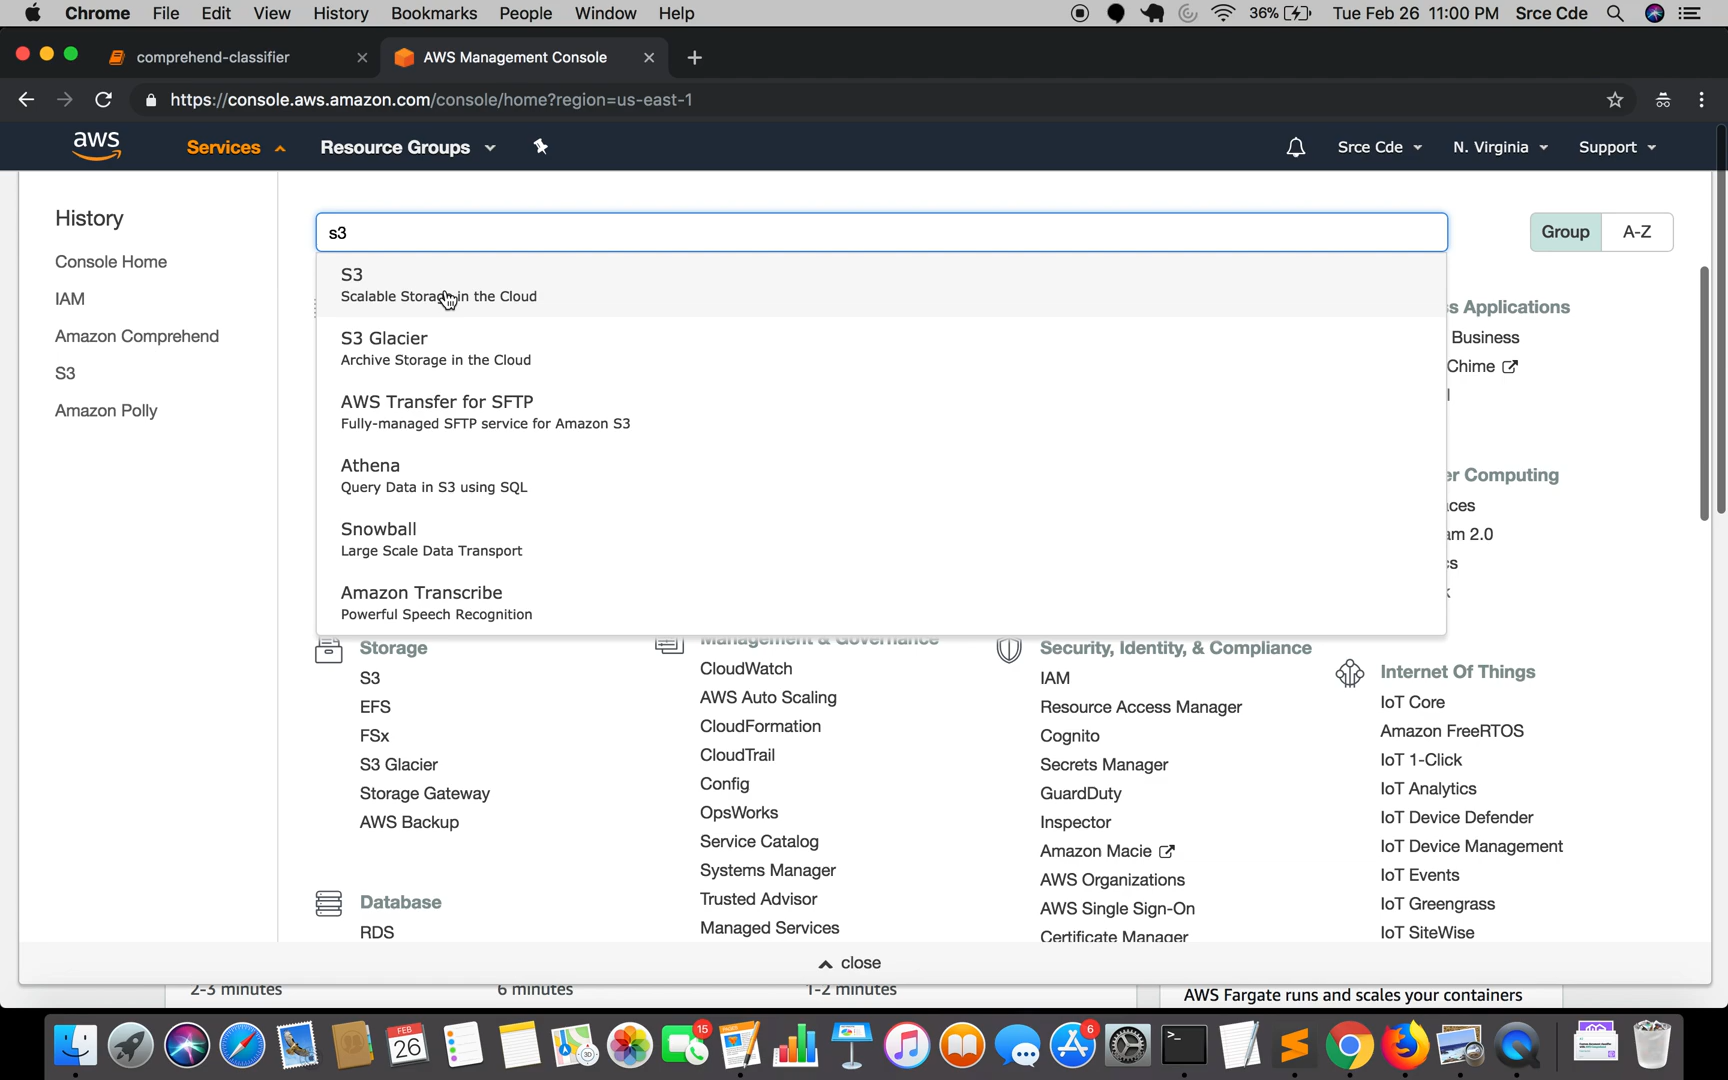 Chrome File Edit View History Bookmarks People Window Help 36% Tue Feb 26 11:00 PM Srce Cde
comprehend-classifier AWS Management Console
https://console.aws.amazon.com/console/home?region=us-east-1
aws Services Resource Groups Srce Cde N. Virginia Support
History
Console Home
IAM
Amazon Comprehend
S3
Amazon Polly
s3
Group A-Z
S3
Scalable Storage in the Cloud
S3 Glacier
Archive Storage in the Cloud
AWS Transfer for SFTP
Fully-managed SFTP service for Amazon S3
Athena
Query Data in S3 using SQL
Snowball
Large Scale Data Transport
Amazon Transcribe
Powerful Speech Recognition
s Applications
Business
Chime
er Computing
ces
m 2.0
s
Storage
S3
EFS
FSx
S3 Glacier
Storage Gateway
AWS Backup
Database
RDS
Management & Governance
CloudWatch
AWS Auto Scaling
CloudFormation
CloudTrail
Config
OpsWorks
Service Catalog
Systems Manager
Trusted Advisor
Managed Services
Security, Identity, & Compliance
IAM
Resource Access Manager
Cognito
Secrets Manager
GuardDuty
Inspector
Amazon Macie
AWS Organizations
AWS Single Sign-On
Certificate Manager
Internet Of Things
IoT Core
Amazon FreeRTOS
IoT 1-Click
IoT Analytics
IoT Device Defender
IoT Device Management
IoT Events
IoT Greengrass
IoT SiteWise
close
2-3 minutes 6 minutes 1-2 minutes
AWS Fargate runs and scales your containers
FEB
26
15
6